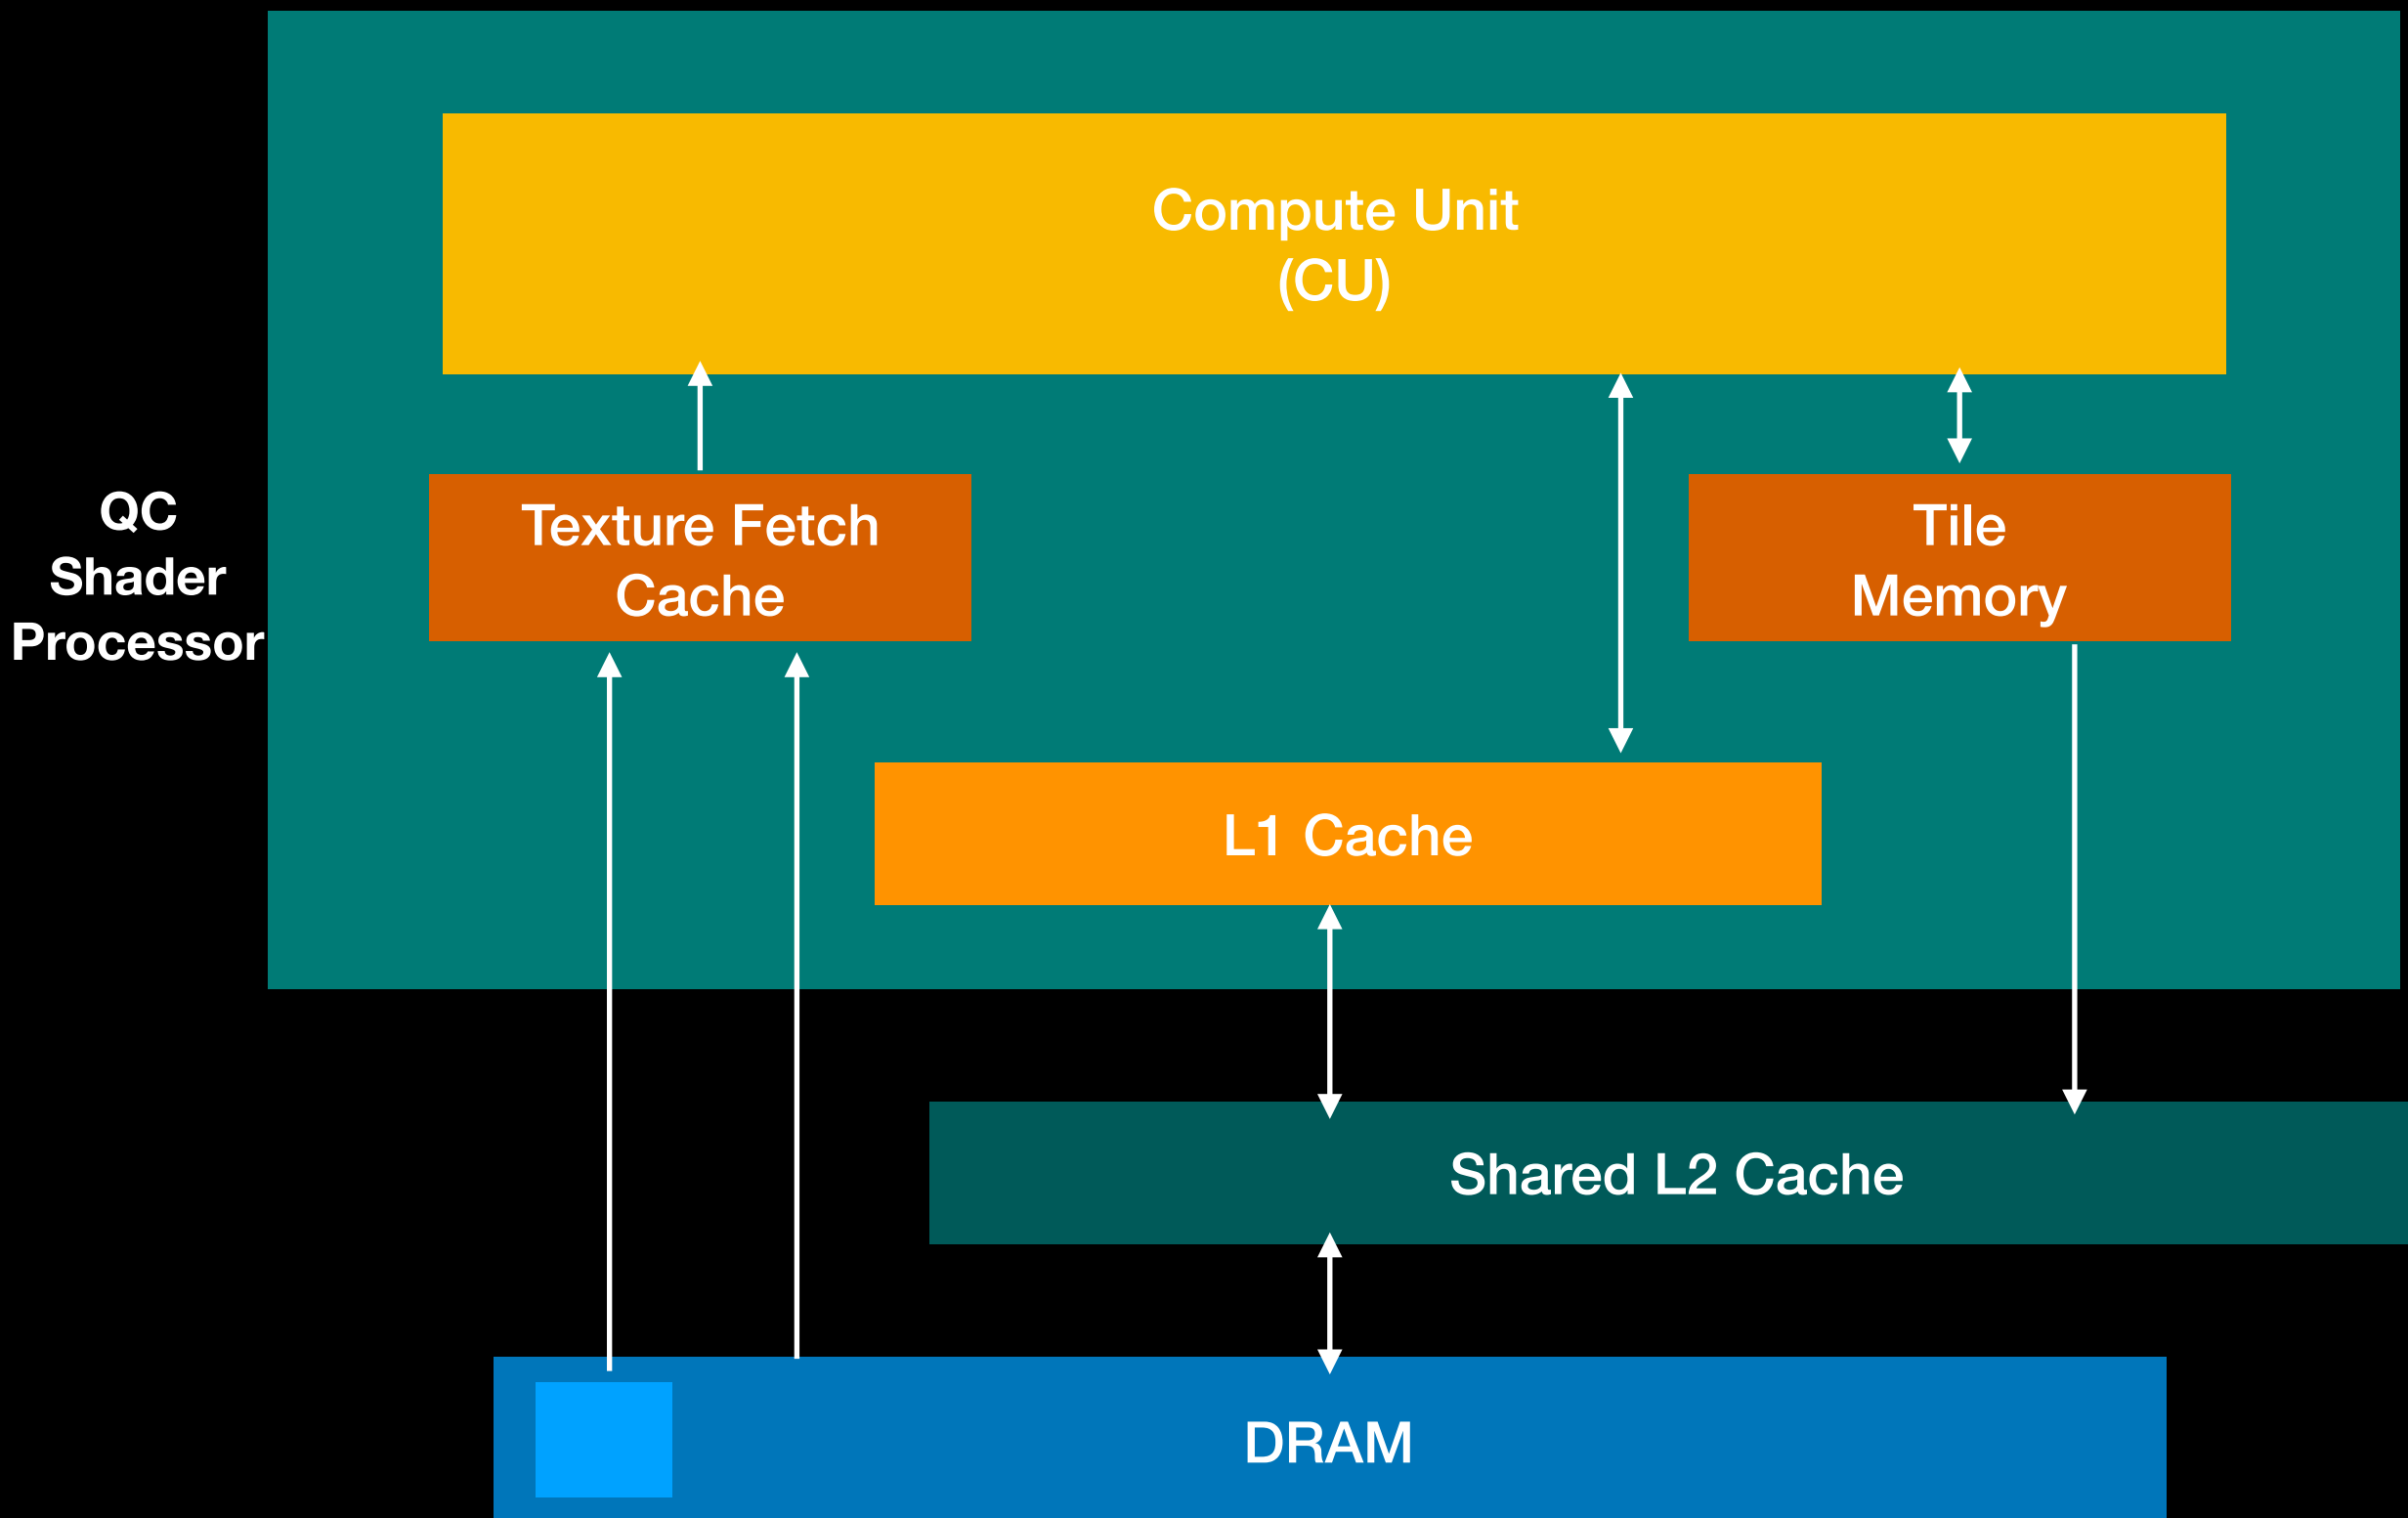 Compute Unit
(CU)
QC
Shader
Processor
Texture Fetch
Cache
Tile
Memory
L1 Cache
Shared L2 Cache
DRAM